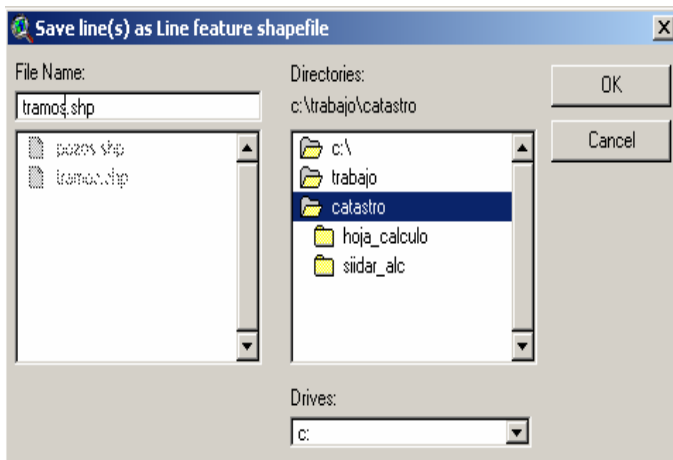 Save line(s) as Line feature shapefile
File Name:
tramos.shp
pozos.shp
tramoc.shp
Directories:
c:\trabajo\catastro
c:\
trabajo
catastro
hoja_calculo
siidar_alc
Drives:
c:
OK
Cancel